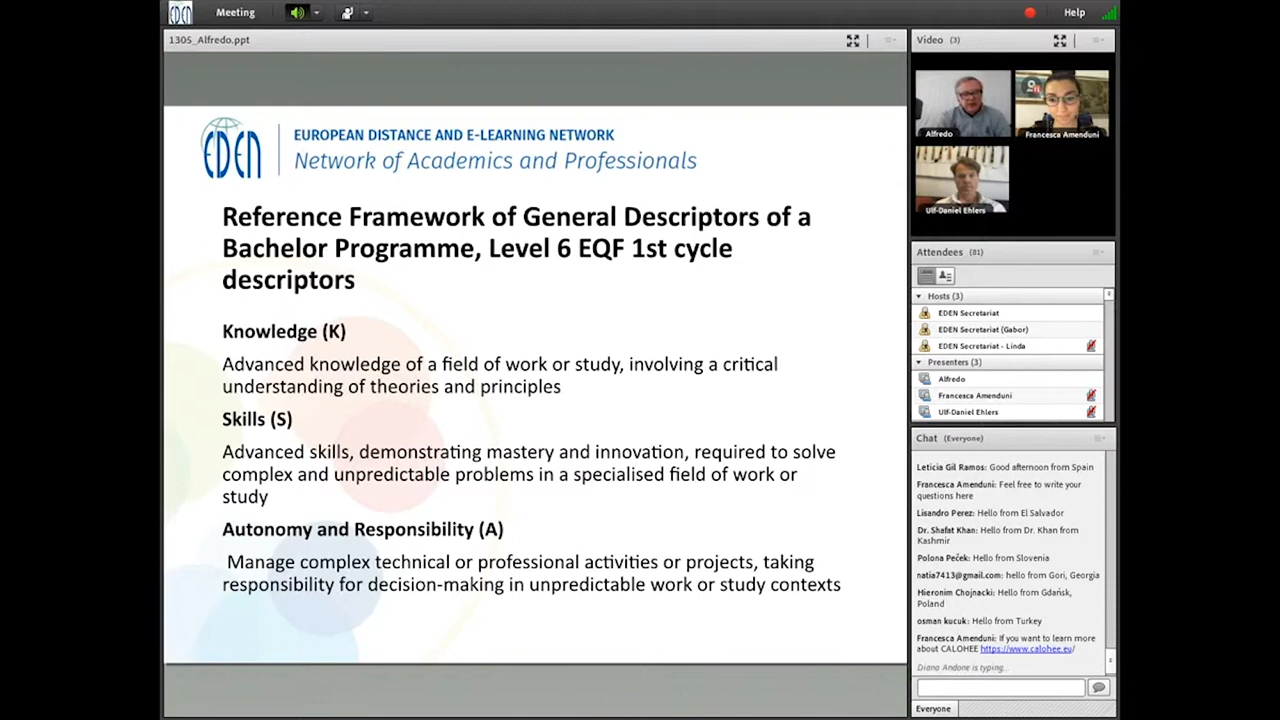 EDEN
Meeting
Help
1305_Alfredo.ppt
EDEN
EUROPEAN DISTANCE AND E-LEARNING NETWORK
Network of Academics and Professionals
Reference Framework of General Descriptors of a
Bachelor Programme, Level 6 EQF 1st cycle
descriptors
Knowledge (K)
Advanced knowledge of a field of work or study, involving a critical
understanding of theories and principles
Skills (S)
Advanced skills, demonstrating mastery and innovation, required to solve
complex and unpredictable problems in a specialised field of work or
study
Autonomy and Responsibility (A)
Manage complex technical or professional activities or projects, taking
responsibility for decision-making in unpredictable work or study contexts
Video (3)
Alfredo
Francesca Amenduni
Ulf-Daniel Ehlers
Attendees (81)
Hosts (3)
EDEN Secretariat
EDEN Secretariat (Gabor)
EDEN Secretariat - Linda
Presenters (3)
Alfredo
Francesca Amenduni
Ulf-Daniel Ehlers
Chat (Everyone)
Leticia Gil Ramos: Good afternoon from Spain
Francesca Amenduni: Feel free to write your
questions here
Lisandro Perez: Hello from El Salvador
Dr. Shafat Khan: Hello from Dr. Khan from
Kashmir
Polona Peček: Hello from Slovenia
natia7413@gmail.com: hello from Gori, Georgia
Hieronim Chojnacki: Hello from Gdańsk,
Poland
osman kucuk: Hello from Turkey
Francesca Amenduni: If you want to learn more
about CALOHEE https://www.calohee.eu/
Diana Andone is typing...
Everyone